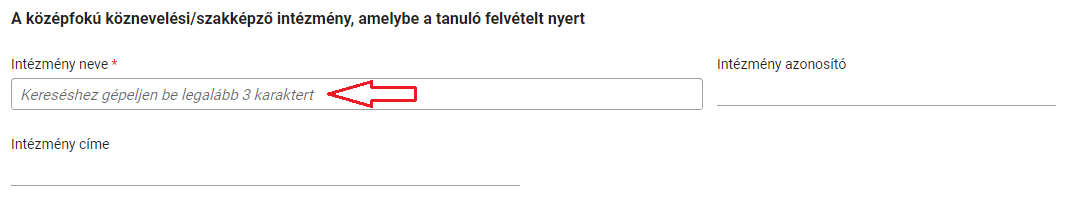 A középfokú köznevelési/szakképző intézmény, amelybe a tanuló felvételt nyert
Intézmény neve *
Intézmény azonosító
Kereséshez gépeljen be legalább 3 karaktert
Intézmény címe